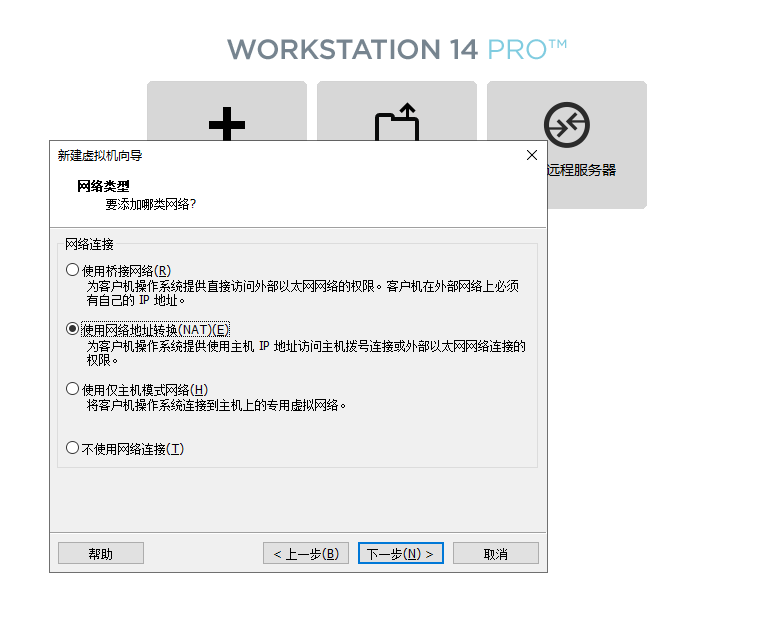 WORKSTATION 14 PRO™
远程服务器
新建虚拟机向导
网络类型
要添加哪类网络?
网络连接
使用桥接网络(R)
为客户机操作系统提供直接访问外部以太网网络的权限。客户机在外部网络上必须
有自己的 IP 地址。
使用网络地址转换(NAT)(E)
为客户机操作系统提供使用主机 IP 地址访问主机拨号连接或外部以太网网络连接的
权限。
使用仅主机模式网络(H)
将客户机操作系统连接到主机上的专用虚拟网络。
不使用网络连接(T)
帮助
< 上一步(B)
下一步(N) >
取消